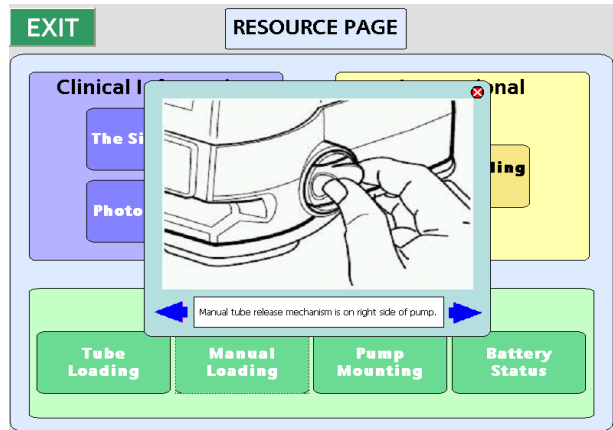 EXIT
RESOURCE PAGE
Clinical
onal
The Si
Photo
ding
Manual tube release mechanism is on right side of pump.
Tube
Loading
Manual
Loading
Pump
Mounting
Battery
Status